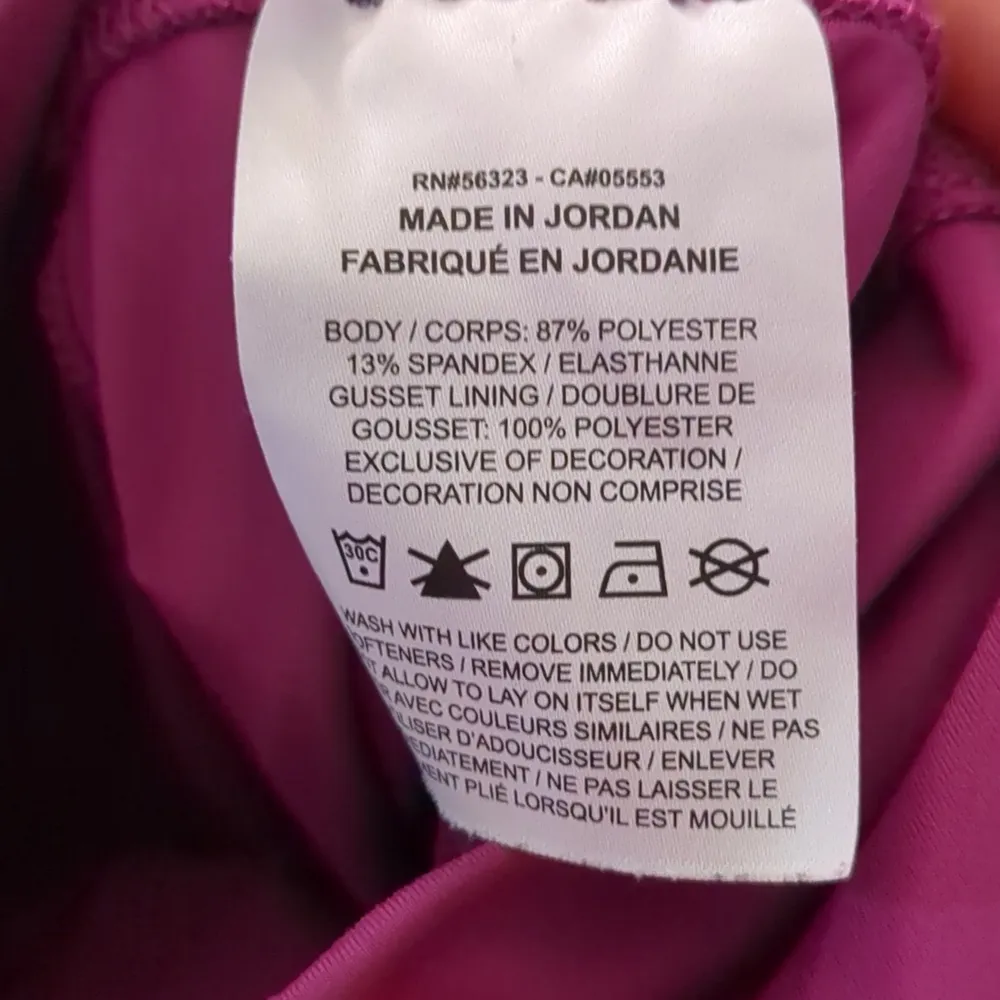 RN#56323 - CA#05553
MADE IN JORDAN
FABRIQUÉ EN JORDANIE
BODY / CORPS: 87% POLYESTER
13% SPANDEX / ELASTHANNE
GUSSET LINING / DOUBLURE DE
GOUSSET: 100% POLYESTER
EXCLUSIVE OF DECORATION /
DECORATION NON COMPRISE
30C
WASH WITH LIKE COLORS / DO NOT USE
/ REMOVE IMMEDIATELY / DO
ALLOW TO LAY ON ITSELF WHEN WET
AVEC COULEURS SIMILAIRES / NE PAS
D'ADOUCISSEUR / ENLEVER
/ NE PAS LAISSER LE
PLIÉ LORSQU'IL EST MOUILLÉ